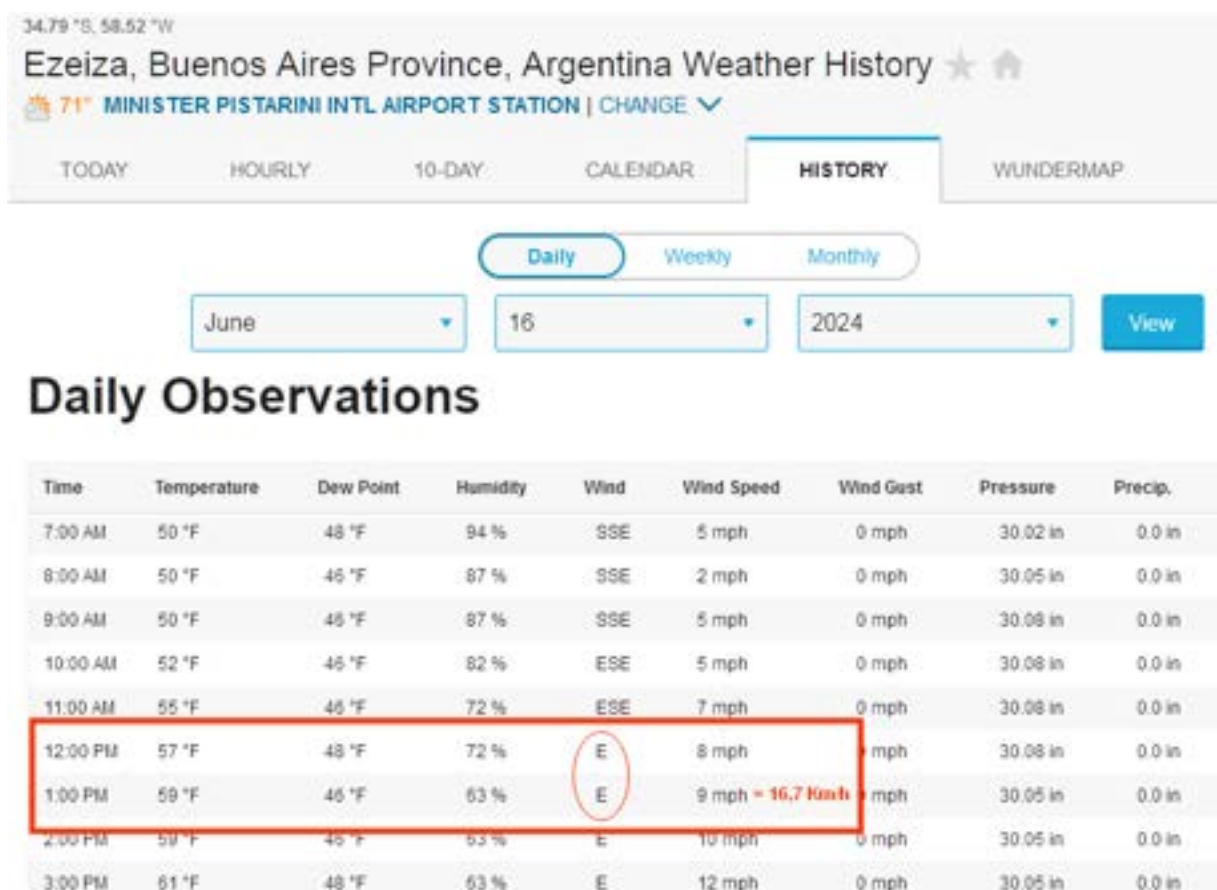 34.79 °S, 58.52 °W
Ezeiza, Buenos Aires Province, Argentina Weather History
71° MINISTER PISTARINI INTL AIRPORT STATION | CHANGE
TODAY HOURLY 10-DAY CALENDAR HISTORY WUNDERMAP
Daily Weekly Monthly
June 16 2024 View
Daily Observations
Time Temperature Dew Point Humidity Wind Wind Speed Wind Gust Pressure Precip.
7:00 AM 50 °F 48 °F 94 % SSE 5 mph 0 mph 30.02 in 0.0 in
8:00 AM 50 °F 46 °F 87 % SSE 2 mph 0 mph 30.05 in 0.0 in
9:00 AM 50 °F 46 °F 87 % SSE 5 mph 0 mph 30.08 in 0.0 in
10:00 AM 52 °F 46 °F 82 % ESE 5 mph 0 mph 30.08 in 0.0 in
11:00 AM 55 °F 46 °F 72 % ESE 7 mph 0 mph 30.08 in 0.0 in
12:00 PM 57 °F 48 °F 72 % E 8 mph mph 30.08 in 0.0 in
1:00 PM 59 °F 46 °F 63 % E 9 mph = 16,7 Km/h mph 30.05 in 0.0 in
2:00 PM 59 °F 46 °F 63 % E 10 mph 0 mph 30.05 in 0.0 in
3:00 PM 61 °F 48 °F 63 % E 12 mph 0 mph 30.05 in 0.0 in